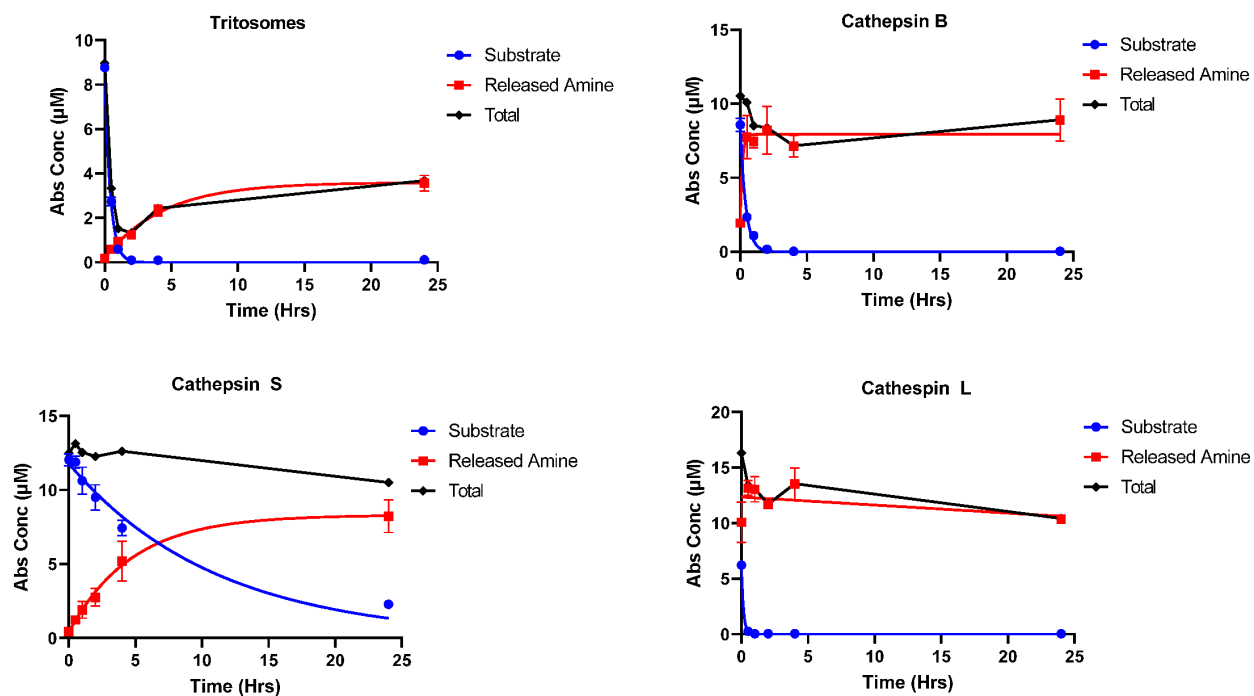 Tritosomes
Abs Conc (µM)
10
8
6
4
2
0
0 5 10 15 20 25
Time (Hrs)
Substrate
Released Amine
Total
Cathepsin B
Abs Conc (µM)
15
10
5
0
0 5 10 15 20 25
Time (Hrs)
Substrate
Released Amine
Total
Cathepsin S
Abs Conc (µM)
15
10
5
0
0 5 10 15 20 25
Time (Hrs)
Substrate
Released Amine
Total
Cathespin L
Abs Conc (µM)
20
15
10
5
0
0 5 10 15 20 25
Time (Hrs)
Substrate
Released Amine
Total